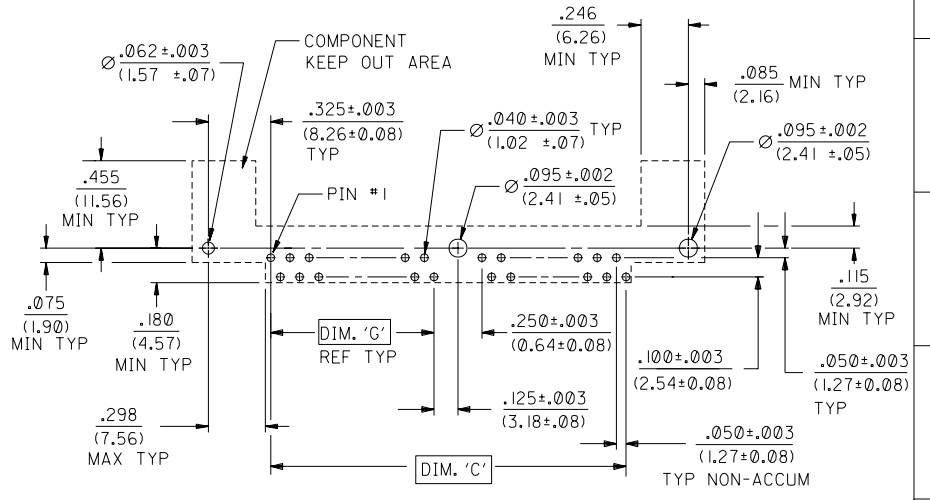 .246
(6.26)
MIN TYP
COMPONENT
KEEP OUT AREA
∅ .062±.003
(1.57 ±.07)
.085 MIN TYP
(2.16)
.325±.003
(8.26±0.08)
TYP
∅ .040±.003 TYP
(1.02 ±.07)
∅ .095±.002
(2.41 ±.05)
.455
(11.56)
MIN TYP
PIN #1
∅ .095±.002
(2.41 ±.05)
.075
(1.90)
MIN TYP
.180
(4.57)
MIN TYP
DIM. 'G'
REF TYP
.250±.003
(0.64±0.08)
.115
(2.92)
MIN TYP
.100±.003
(2.54±0.08)
.050±.003
(1.27±0.08)
TYP
.298
(7.56)
MAX TYP
.125±.003
(3.18±.08)
.050±.003
(1.27±0.08)
TYP NON-ACCUM
DIM. 'C'